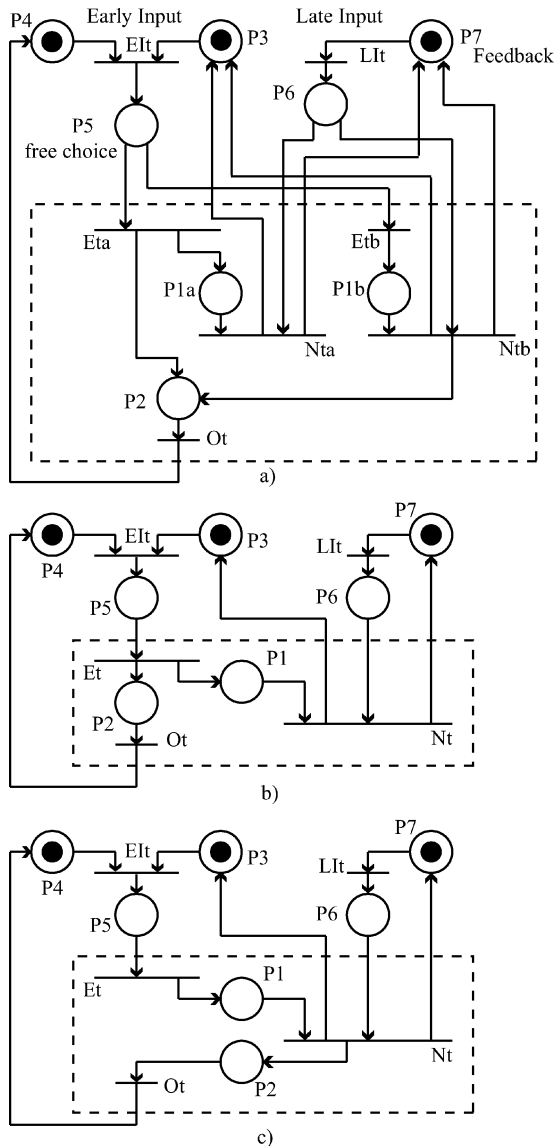 Early Input
Late Input
P4
EIt
P3
LIt
P7
Feedback
P6
P5
free choice
Eta
Etb
P1a
P1b
Nta
Ntb
P2
Ot
a)
P4
EIt
P3
LIt
P7
P5
P6
Et
P1
P2
Ot
Nt
b)
P4
EIt
P3
LIt
P7
P5
P6
Et
P1
Nt
P2
Ot
c)